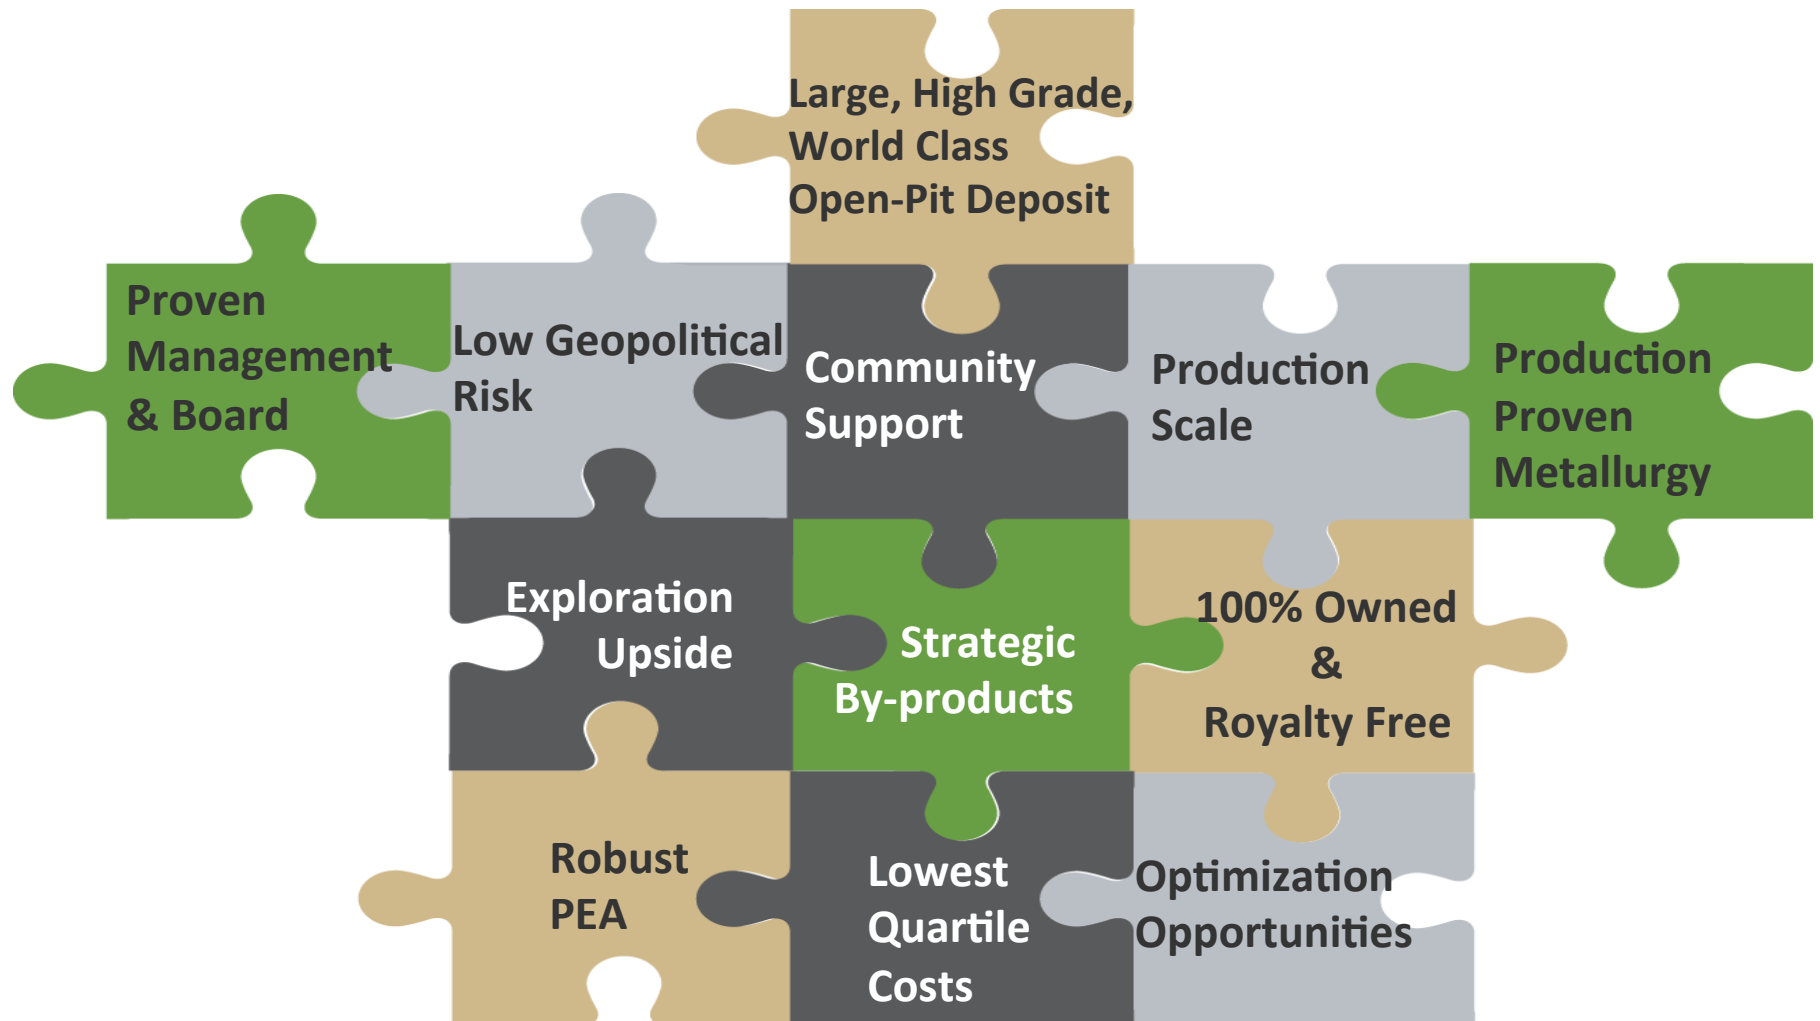 Large, High Grade,
World Class
Open-Pit Deposit
Proven
Management
& Board
Low Geopolitical
Risk
Community
Support
Production
Scale
Production
Proven
Metallurgy
Exploration
Upside
Strategic
By-products
100% Owned
&
Royalty Free
Robust
PEA
Lowest
Quartile
Costs
Optimization
Opportunities